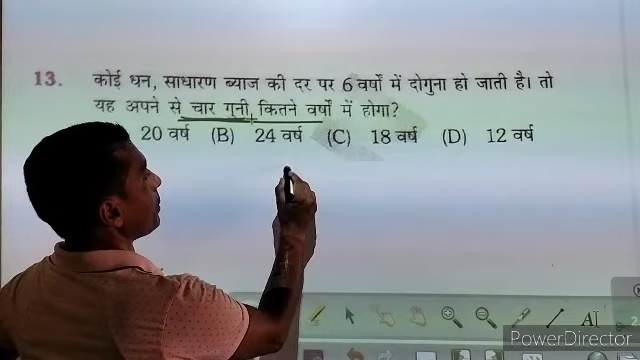 13. कोई धन, साधारण ब्याज की दर पर 6 वर्षों में दोगुना हो जाती है। तो
यह अपने से चार गुनी, कितने वर्षों में होगा?
20 वर्ष (B) 24 वर्ष (C) 18 वर्ष (D) 12 वर्ष
AI
PowerDirector